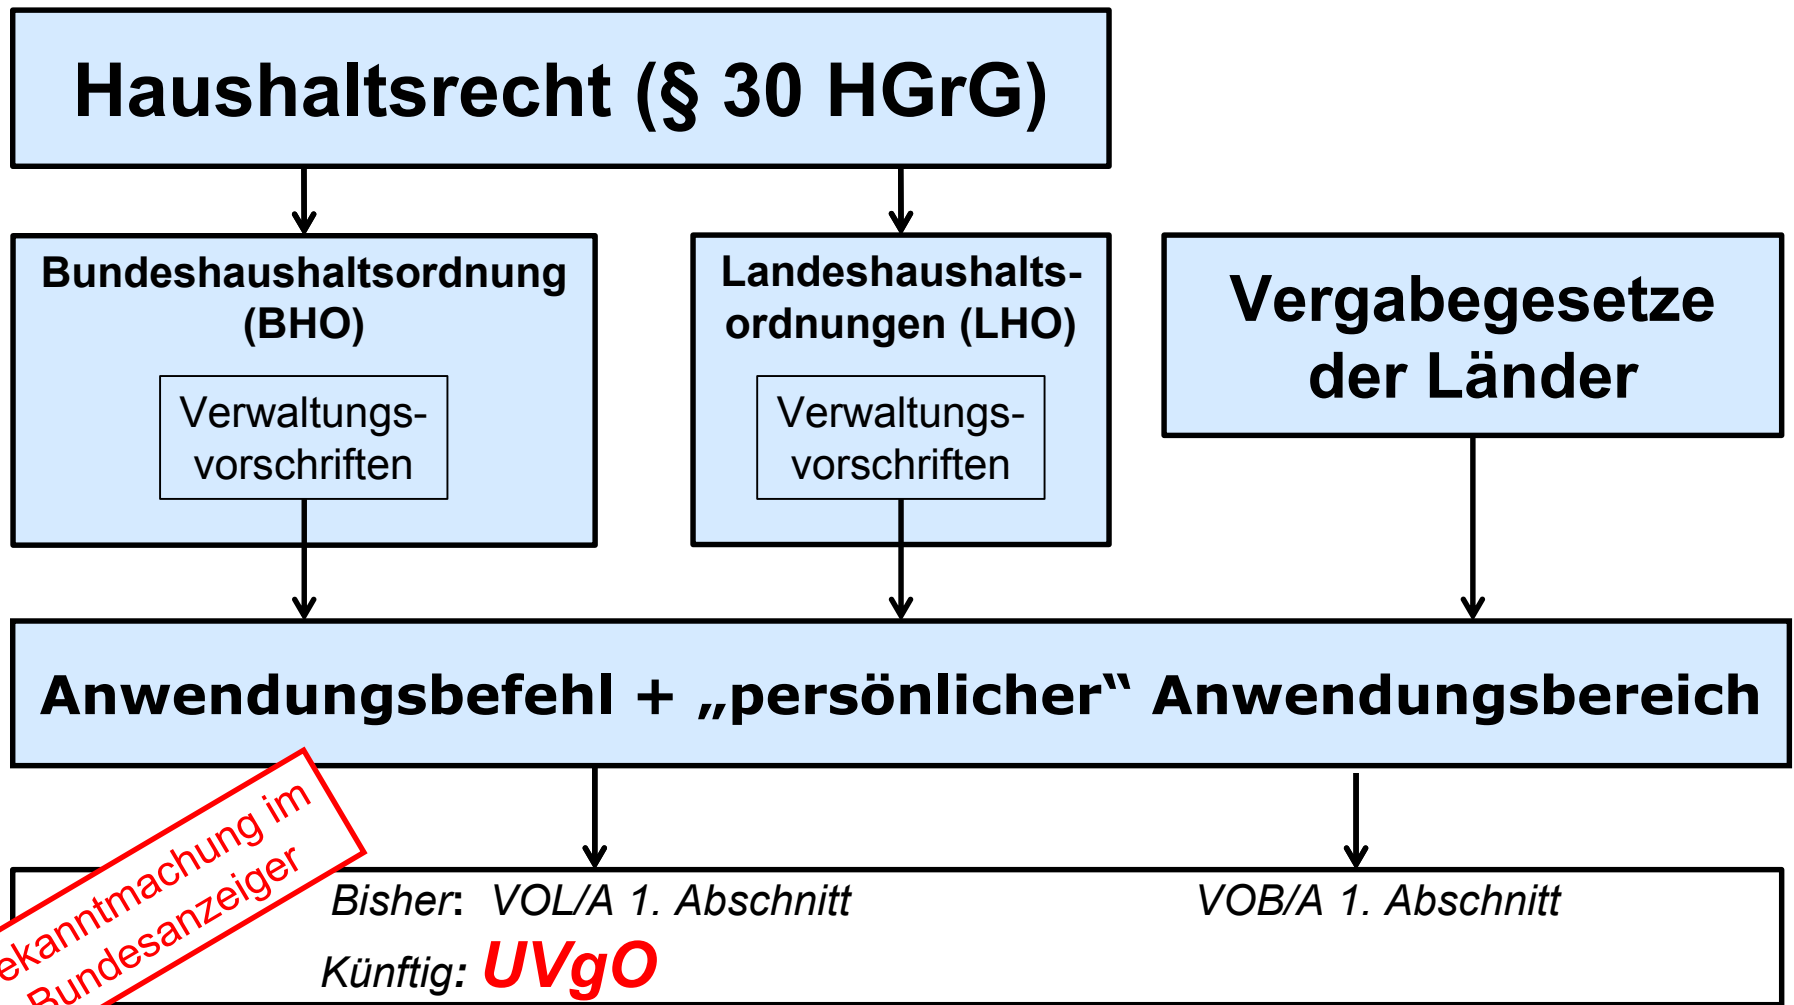 Haushaltsrecht (§ 30 HGrG)
Bundeshaushaltsordnung
(BHO)
Verwaltungs-
vorschriften
Landeshaushalts-
ordnungen (LHO)
Verwaltungs-
vorschriften
Vergabegesetze
der Länder
Anwendungsbefehl + „persönlicher“ Anwendungsbereich
ekanntmachung im
Bundesanzeiger
Bisher: VOL/A 1. Abschnitt
VOB/A 1. Abschnitt
Künftig: UVgO